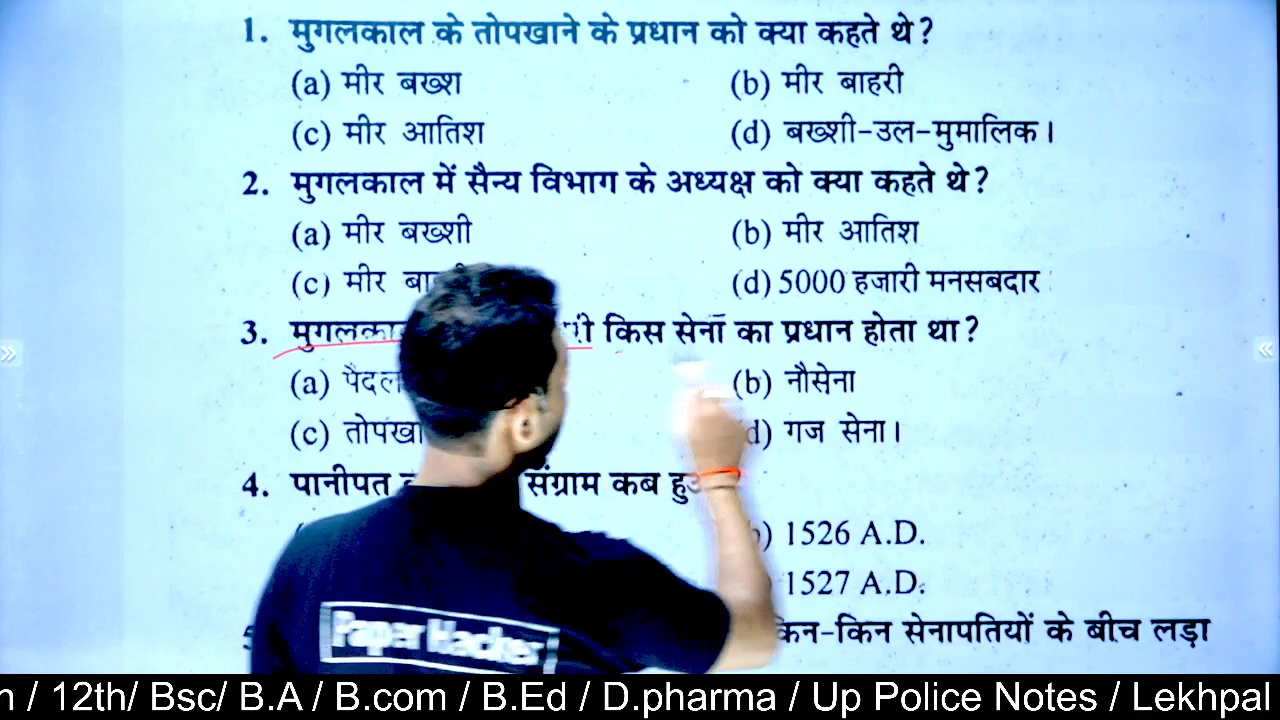 1. मुगलकाल के तोपखाने के प्रधान को क्या कहते थे?
(a) मीर बख्श (b) मीर बाहरी
(c) मीर आतिश (d) बख्शी-उल-मुमालिक।
2. मुगलकाल में सैन्य विभाग के अध्यक्ष को क्या कहते थे?
(a) मीर बख्शी (b) मीर आतिश
(c) मीर (d) 5000 हजारी मनसबदार
3. किस सेना का प्रधान होता था?
(a) पैदल (b) नौसेना
(c) (d) गज सेना।
4. पानीपत संग्राम कब
1526 A.D.
1527 A.D.
किन-किन सेनापतियों के बीच लड़ा
Paper Hacker
/ 12th/ Bsc/ B.A / B.com / B.Ed / D.pharma / Up Police Notes / Lekhpal